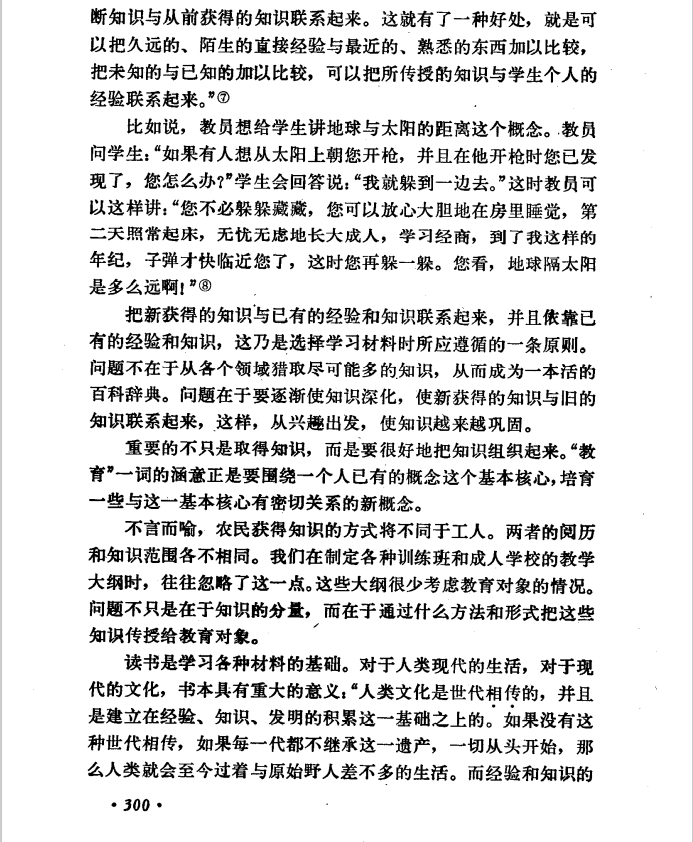 断知识与从前获得的知识联系起来。这就有了一种好处，就是可
以把久远的、陌生的直接经验与最近的、熟悉的东西加以比较，
把未知的与已知的加以比较，可以把所传授的知识与学生个人的
经验联系起来。”⑦
比如说，教员想给学生讲地球与太阳的距离这个概念。教员
问学生：“如果有人想从太阳上朝您开枪，并且在他开枪时您已发
现了，您怎么办？”学生会回答说：“我就躲到一边去。”这时教员可
以这样讲：“您不必躲躲藏藏，您可以放心大胆地在房里睡觉，第
二天照常起床，无忧无虑地长大成人，学习经商，到了我这样的
年纪，子弹才快临近您了，这时您再躲一躲。您看，地球隔太阳
是多么远啊！”⑧
把新获得的知识与已有的经验和知识联系起来，并且依靠已
有的经验和知识，这乃是选择学习材料时所应遵循的一条原则。
问题不在于从各个领域猎取尽可能多的知识，从而成为一本活的
百科辞典。问题在于要逐渐使知识深化，使新获得的知识与旧的
知识联系起来，这样，从兴趣出发，使知识越来越巩固。
重要的不只是取得知识，而是要很好地把知识组织起来。“教
育”一词的涵意正是要围绕一个人已有的概念这个基本核心，培育
一些与这一基本核心有密切关系的新概念。
不言而喻，农民获得知识的方式将不同于工人。两者的阅历
和知识范围各不相同。我们在制定各种训练班和成人学校的教学
大纲时，往往忽略了这一点。这些大纲很少考虑教育对象的情况。
问题不只是在于知识的分量，而在于通过什么方法和形式把这些
知识传授给教育对象。
读书是学习各种材料的基础。对于人类现代的生活，对于现
代的文化，书本具有重大的意义：“人类文化是世代相传的，并且
是建立在经验、知识、发明的积累这一基础之上的。如果没有这
种世代相传，如果每一代都不继承这一遗产，一切从头开始，那
么人类就会至今过着与原始野人差不多的生活。而经验和知识的
·300·